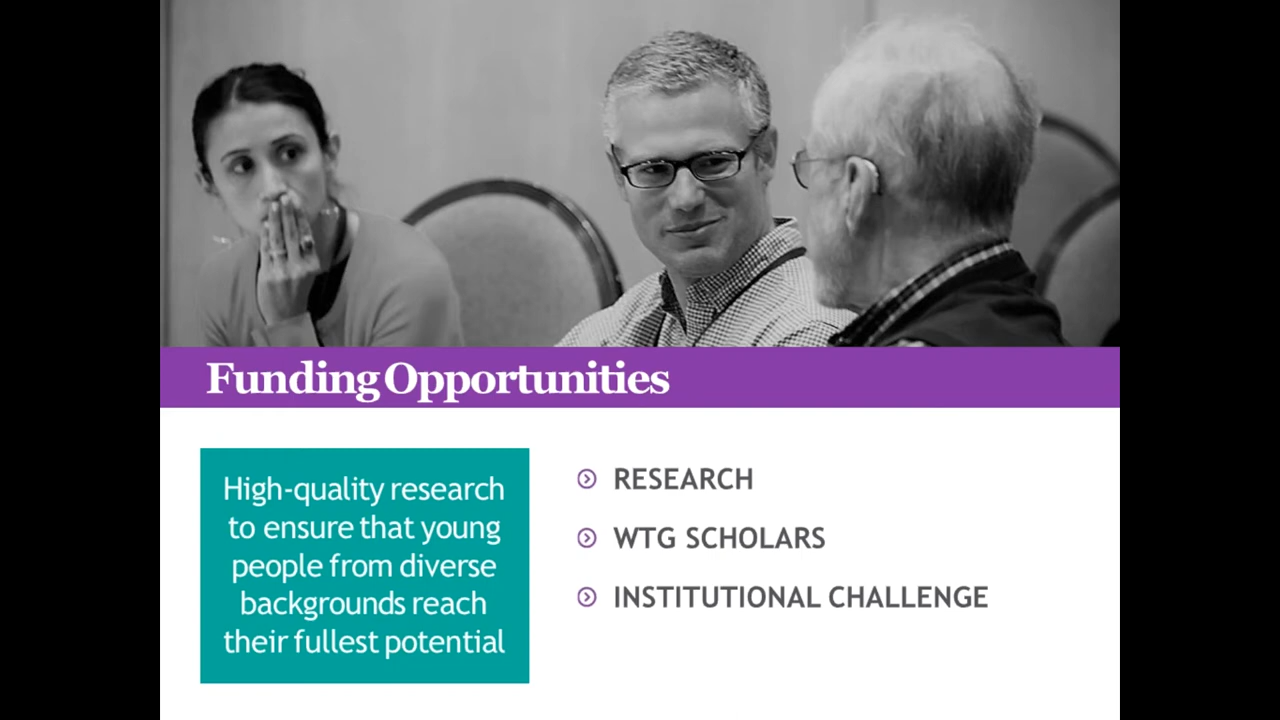 Funding Opportunities
High-quality research
to ensure that young
people from diverse
backgrounds reach
their fullest potential
RESEARCH
WTG SCHOLARS
INSTITUTIONAL CHALLENGE